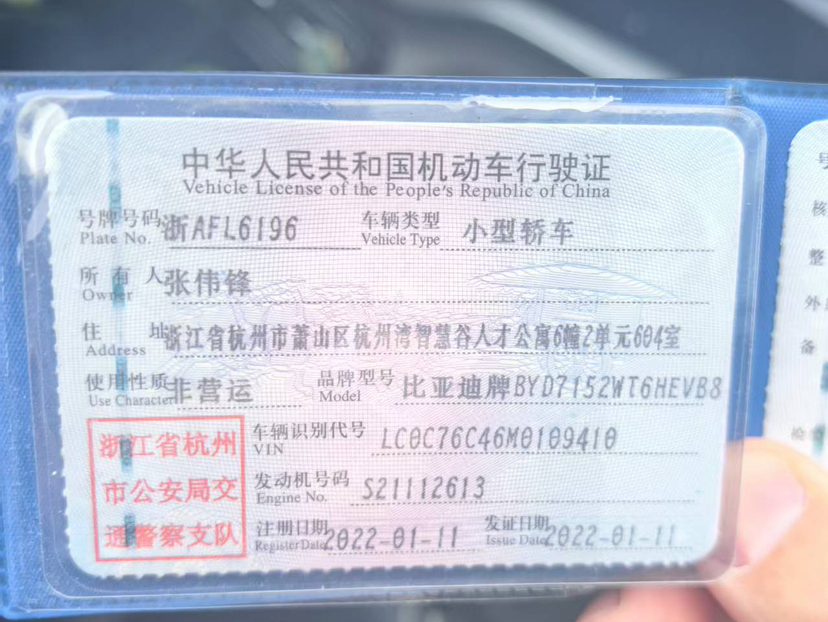 中华人民共和国机动车行驶证
Vehicle License of the People's Republic of China
号牌号码 浙AFL6196 车辆类型 小型轿车
Plate No. Vehicle Type
所有人 张伟锋
Owner
住址 浙江省杭州市萧山区杭州湾智慧谷人才公寓6幢2单元604室
Address
使用性质 非营运 品牌型号 比亚迪牌BYD7152WT6HEVB8
Use Character Model
浙江省杭州
市公安局交
通警察支队
车辆识别代号 LC0C76C46M0109410
VIN
发动机号码 S21112613
Engine No.
注册日期 2022-01-11 发证日期 2022-01-11
Register Date Issue Date
号
核
整
外
备